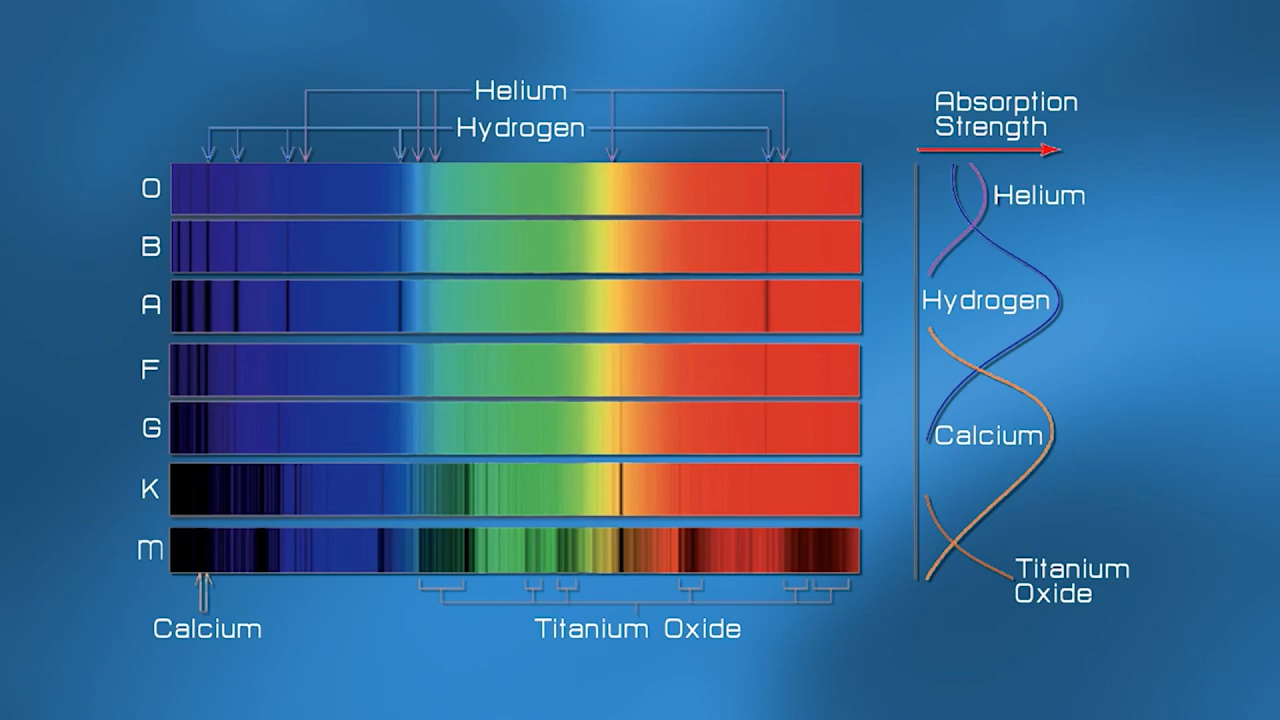 Helium
Hydrogen
O
B
A
F
G
K
M
Calcium
Titanium Oxide
Absorption
Strength
Helium
Hydrogen
Calcium
Titanium
Oxide